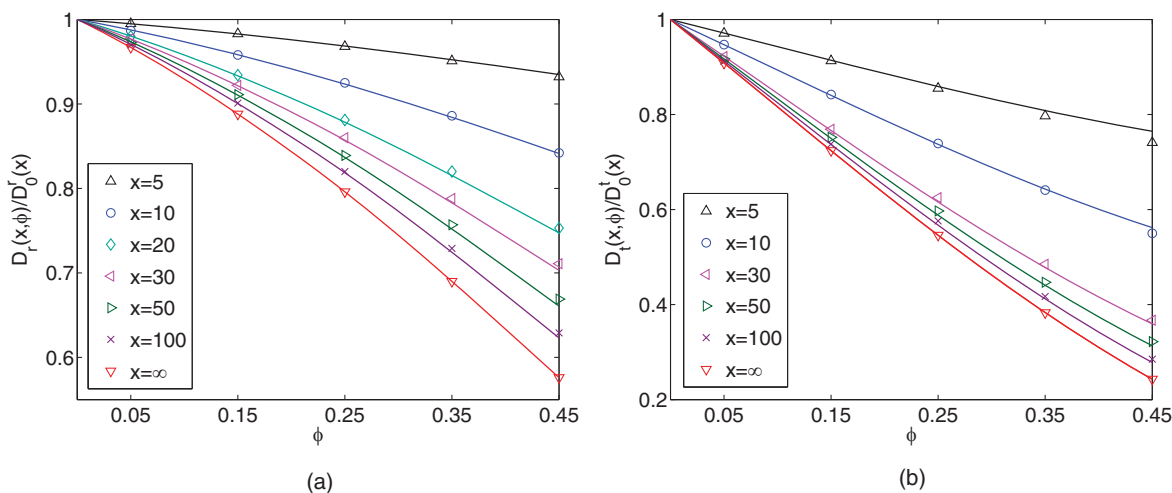 1
0.9
0.8
0.7
0.6
D_r(x,ϕ)/D_0^r(x)
x=5
x=10
x=20
x=30
x=50
x=100
x=∞
0.05 0.15 0.25 0.35 0.45
ϕ
(a)
1
0.8
0.6
0.4
0.2
D_t(x,ϕ)/D_0^t(x)
x=5
x=10
x=30
x=50
x=100
x=∞
0.05 0.15 0.25 0.35 0.45
ϕ
(b)